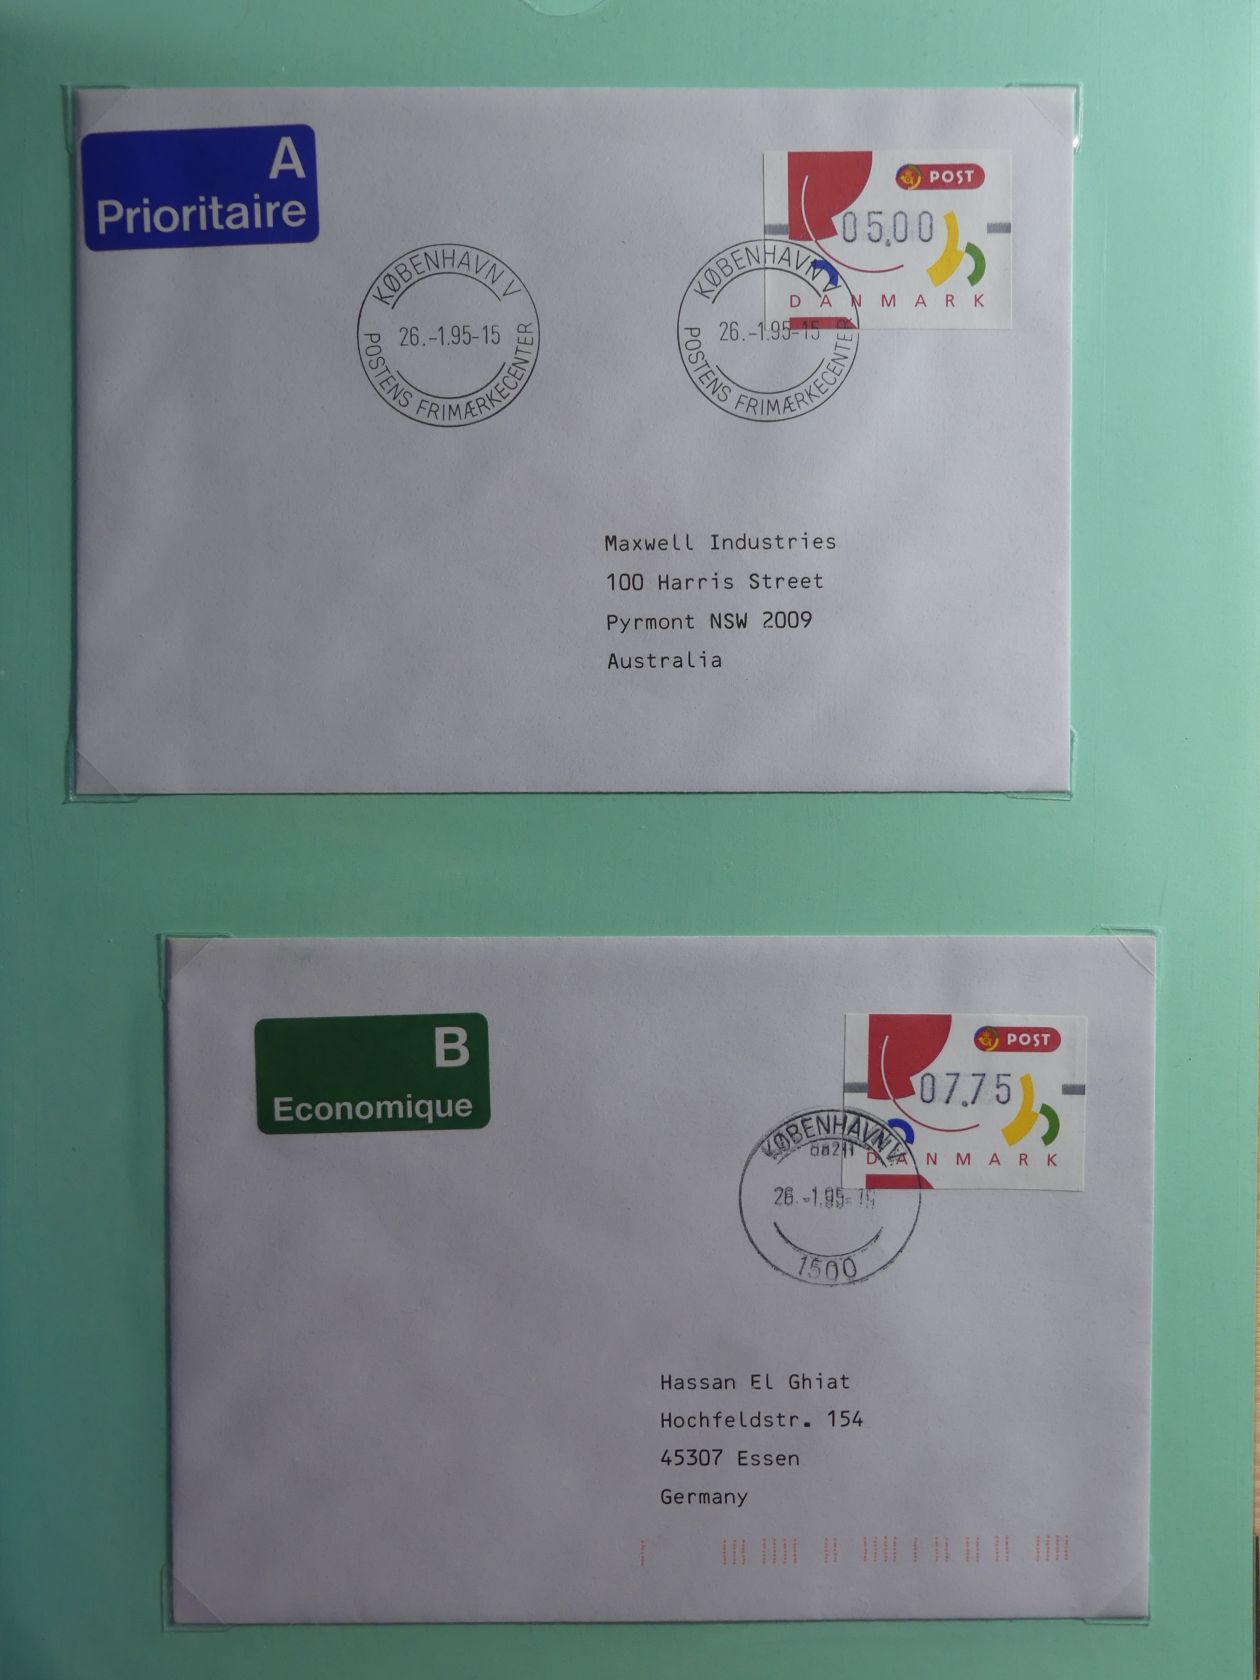 A
Prioritaire
POST
05,00
DANMARK
KØBENHAVN V
26.-1.95-15
POSTENS FRIMÆRKECENTER
KØBENHAVN V
26.-1.95-15
POSTENS FRIMÆRKECENTER
Maxwell Industries
100 Harris Street
Pyrmont NSW 2009
Australia
B
Economique
POST
07,75
DANMARK
KØBENHAVN V
1500
Hassan El Ghiat
Hochfeldstr. 154
45307 Essen
Germany